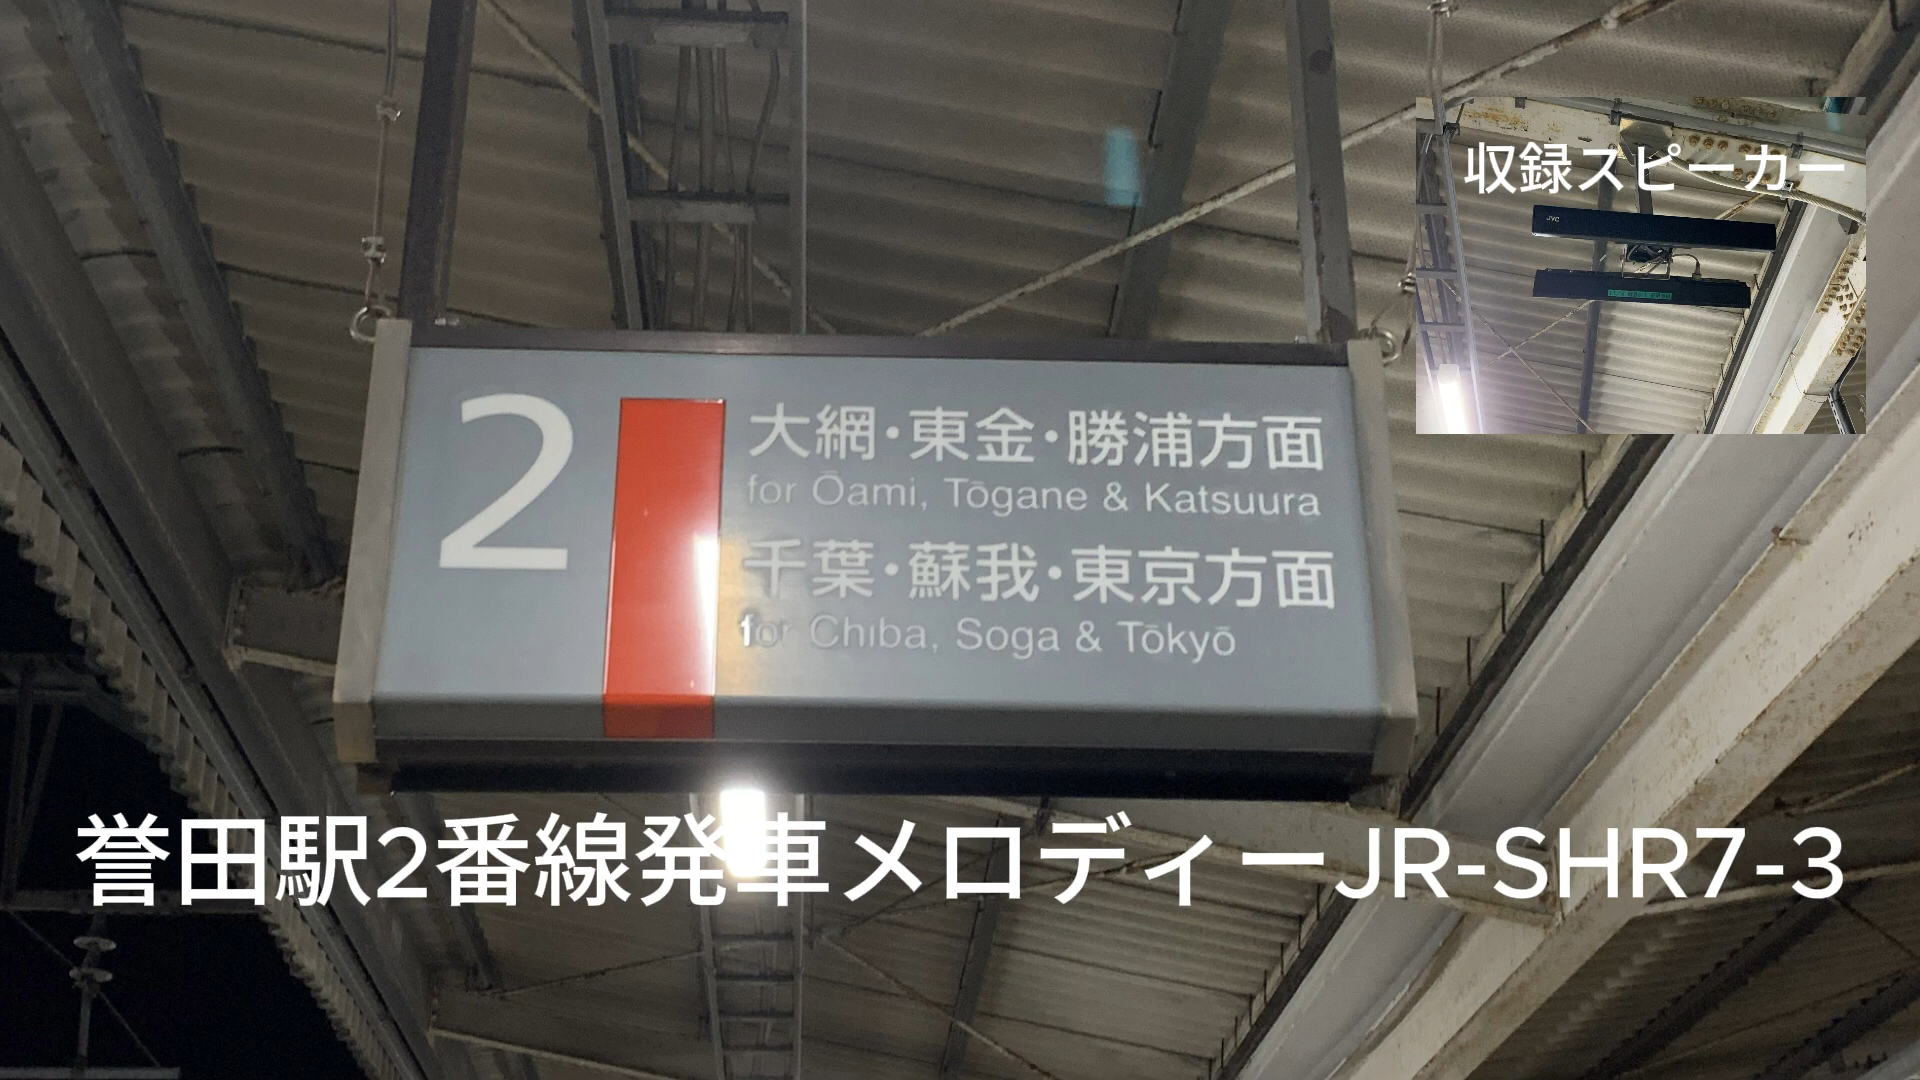 収録スピーカー
JVC
2
大網・東金・勝浦方面
for Ōami, Tōgane & Katsuura
千葉・蘇我・東京方面
for Chiba, Soga & Tōkyō
誉田駅2番線発車メロディーJR-SHR7-3